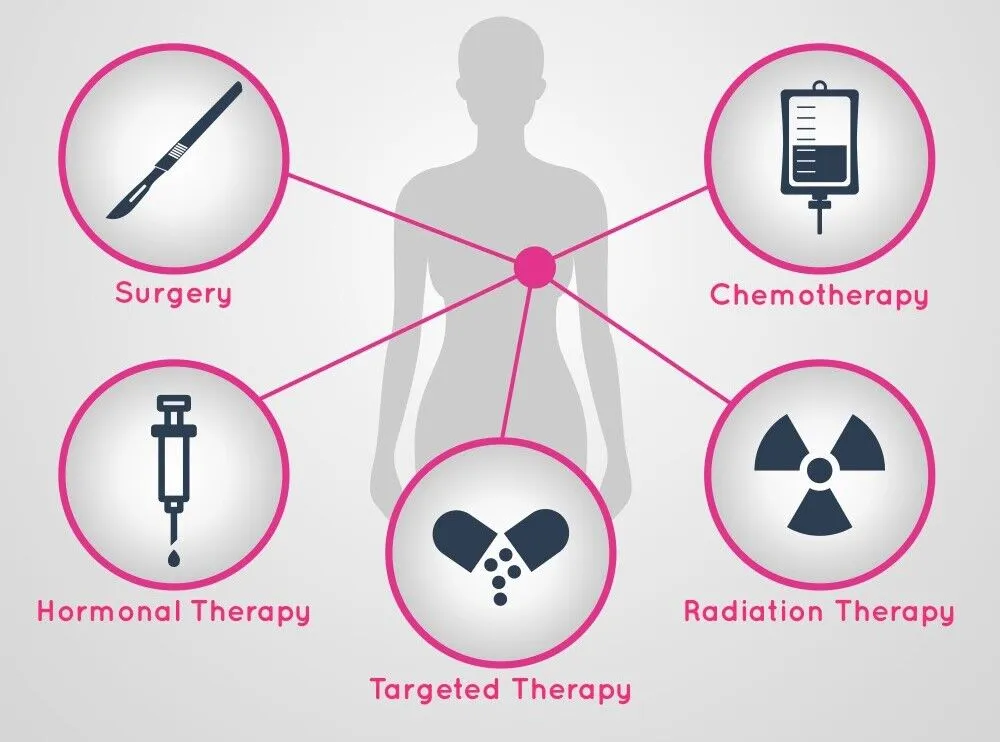 Surgery
Chemotherapy
Hormonal Therapy
Radiation Therapy
Targeted Therapy